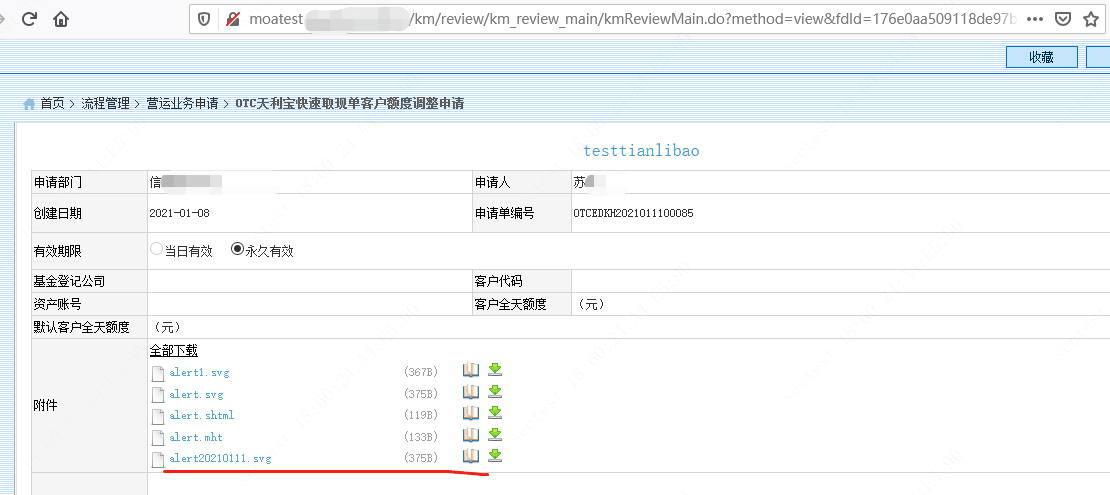 moatest /km/review/km_review_main/kmReviewMain.do?method=view&fdId=176e0aa509118de97b
收藏
首页 > 流程管理 > 营运业务申请 > OTC天利宝快速取现单客户额度调整申请
testtianlibao
申请部门 信 申请人 苏
创建日期 2021-01-08 申请单编号 OTCEDKH2021011100085
有效期限 当日有效 永久有效
基金登记公司 客户代码
资产账号 客户全天额度 （元）
默认客户全天额度 （元）
全部下载
alert1.svg (367B)
alert.svg (375B)
附件
alert.shtml (119B)
alert.mht (133B)
alert20210111.svg (375B)